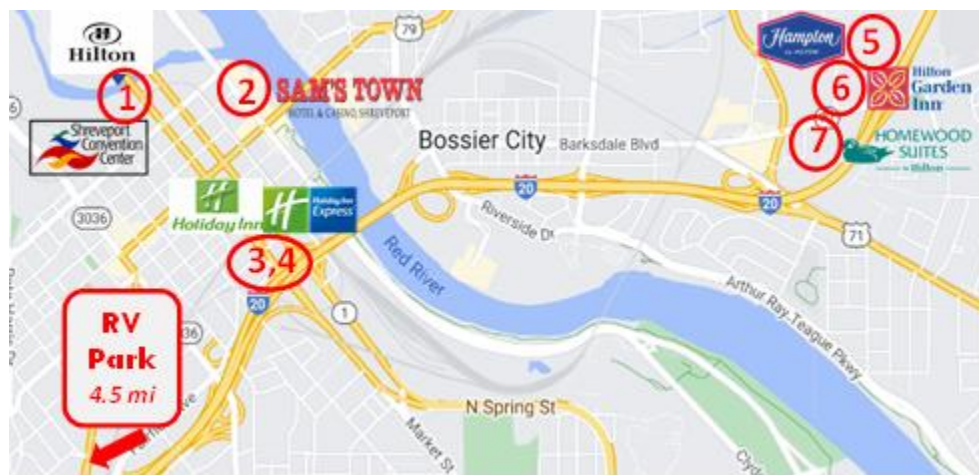 H
Hilton
1
Shreveport
Convention
Center
2
SAM'S TOWN
HOTEL & CASINO, SHREVEPORT
79
Hampton
BY HILTON
5
6
Hilton
Garden
Inn
7
HOMEWOOD
SUITES
by Hilton
Bossier City
Barksdale Blvd
20
20
71
Holiday Inn
H
Holiday Inn
Express
3036
3,4
20
Riverside Dr
Red River
Arthur Ray Teague Pkwy
1
RV
Park
4.5 mi
36
N Spring St
Market St
Clyd